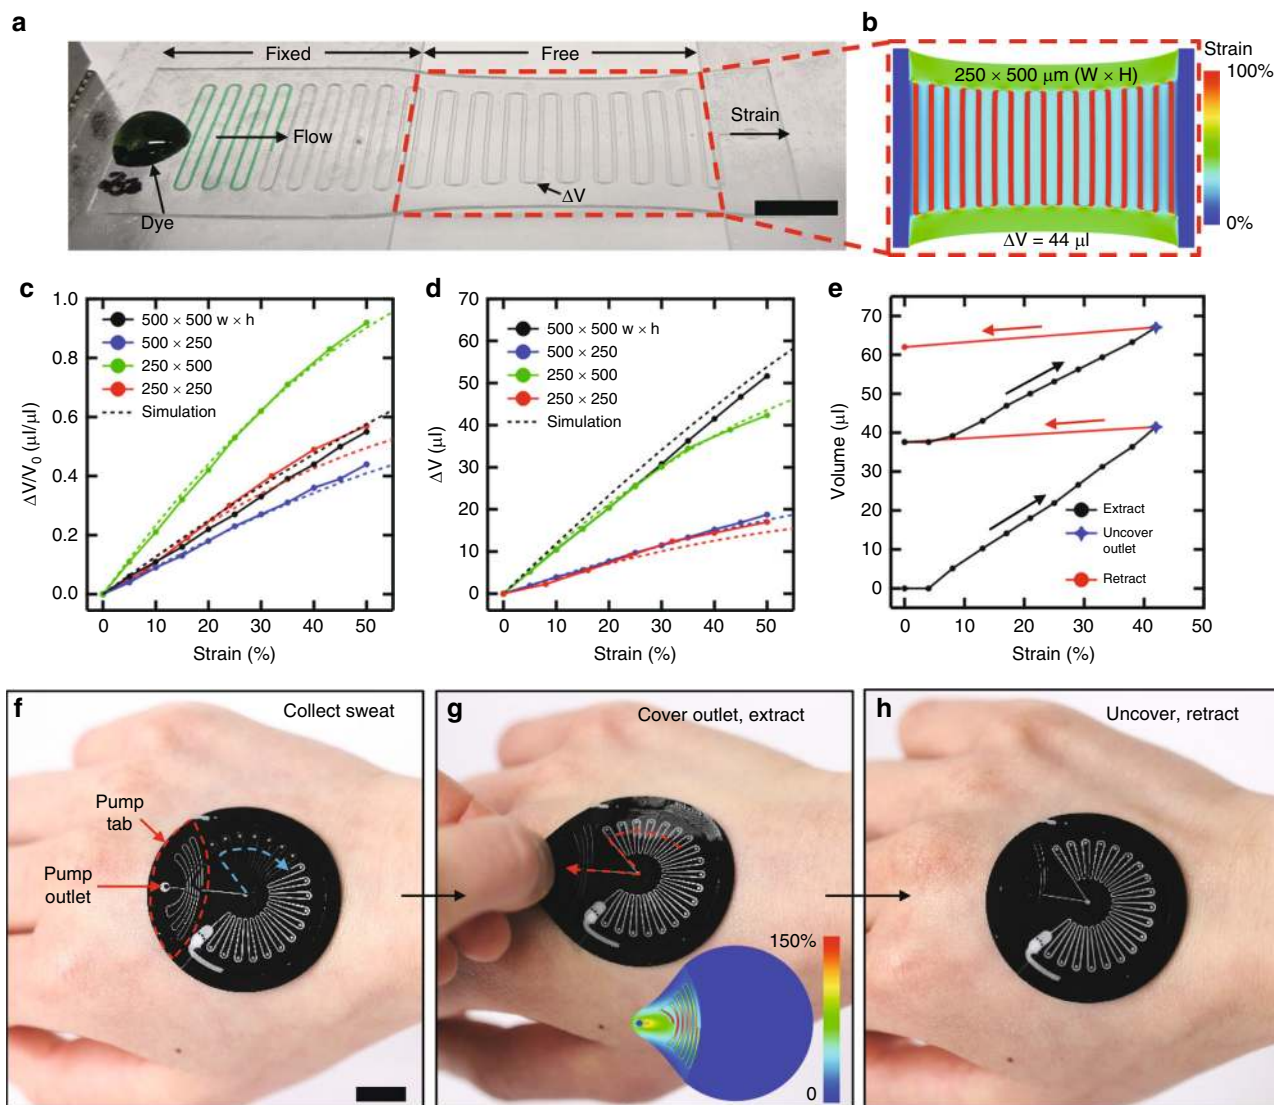 a
Fixed
Free
Flow
Strain
Dye
ΔV
b
Strain
100%
250 × 500 μm (W × H)
0%
ΔV = 44 μl
c
ΔV/V0 (μl/μl)
1.0
0.8
0.6
0.4
0.2
0.0
500 × 500 w × h
500 × 250
250 × 500
250 × 250
Simulation
0 10 20 30 40 50
Strain (%)
d
ΔV (μl)
70
60
50
40
30
20
10
0
500 × 500 w × h
500 × 250
250 × 500
250 × 250
Simulation
0 10 20 30 40 50
Strain (%)
e
Volume (μl)
70
60
50
40
30
20
10
0
Extract
Uncover
outlet
Retract
0 10 20 30 40 50
Strain (%)
f
Collect sweat
Pump
tab
Pump
outlet
g
Cover outlet, extract
150%
0
h
Uncover, retract